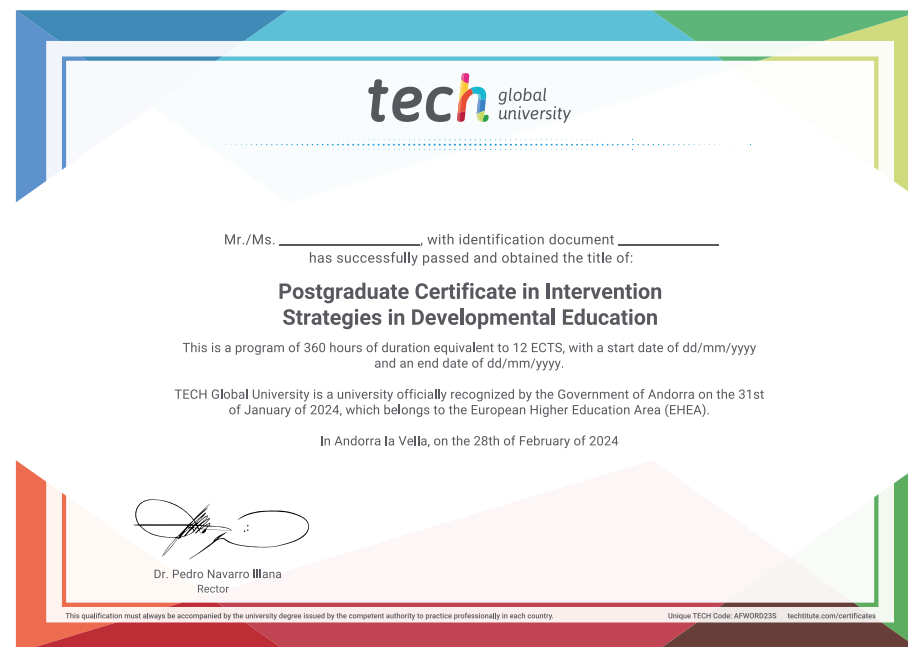 tech global university
Mr./Ms. ____________________, with identification document ______________
has successfully passed and obtained the title of:
Postgraduate Certificate in Intervention
Strategies in Developmental Education
This is a program of 360 hours of duration equivalent to 12 ECTS, with a start date of dd/mm/yyyy
and an end date of dd/mm/yyyy.
TECH Global University is a university officially recognized by the Government of Andorra on the 31st
of January of 2024, which belongs to the European Higher Education Area (EHEA).
In Andorra la Vella, on the 28th of February of 2024
Dr. Pedro Navarro Illana
Rector
This qualification must always be accompanied by the university degree issued by the competent authority to practice professionally in each country.
Unique TECH Code: AFWORD23S techtitute.com/certificates